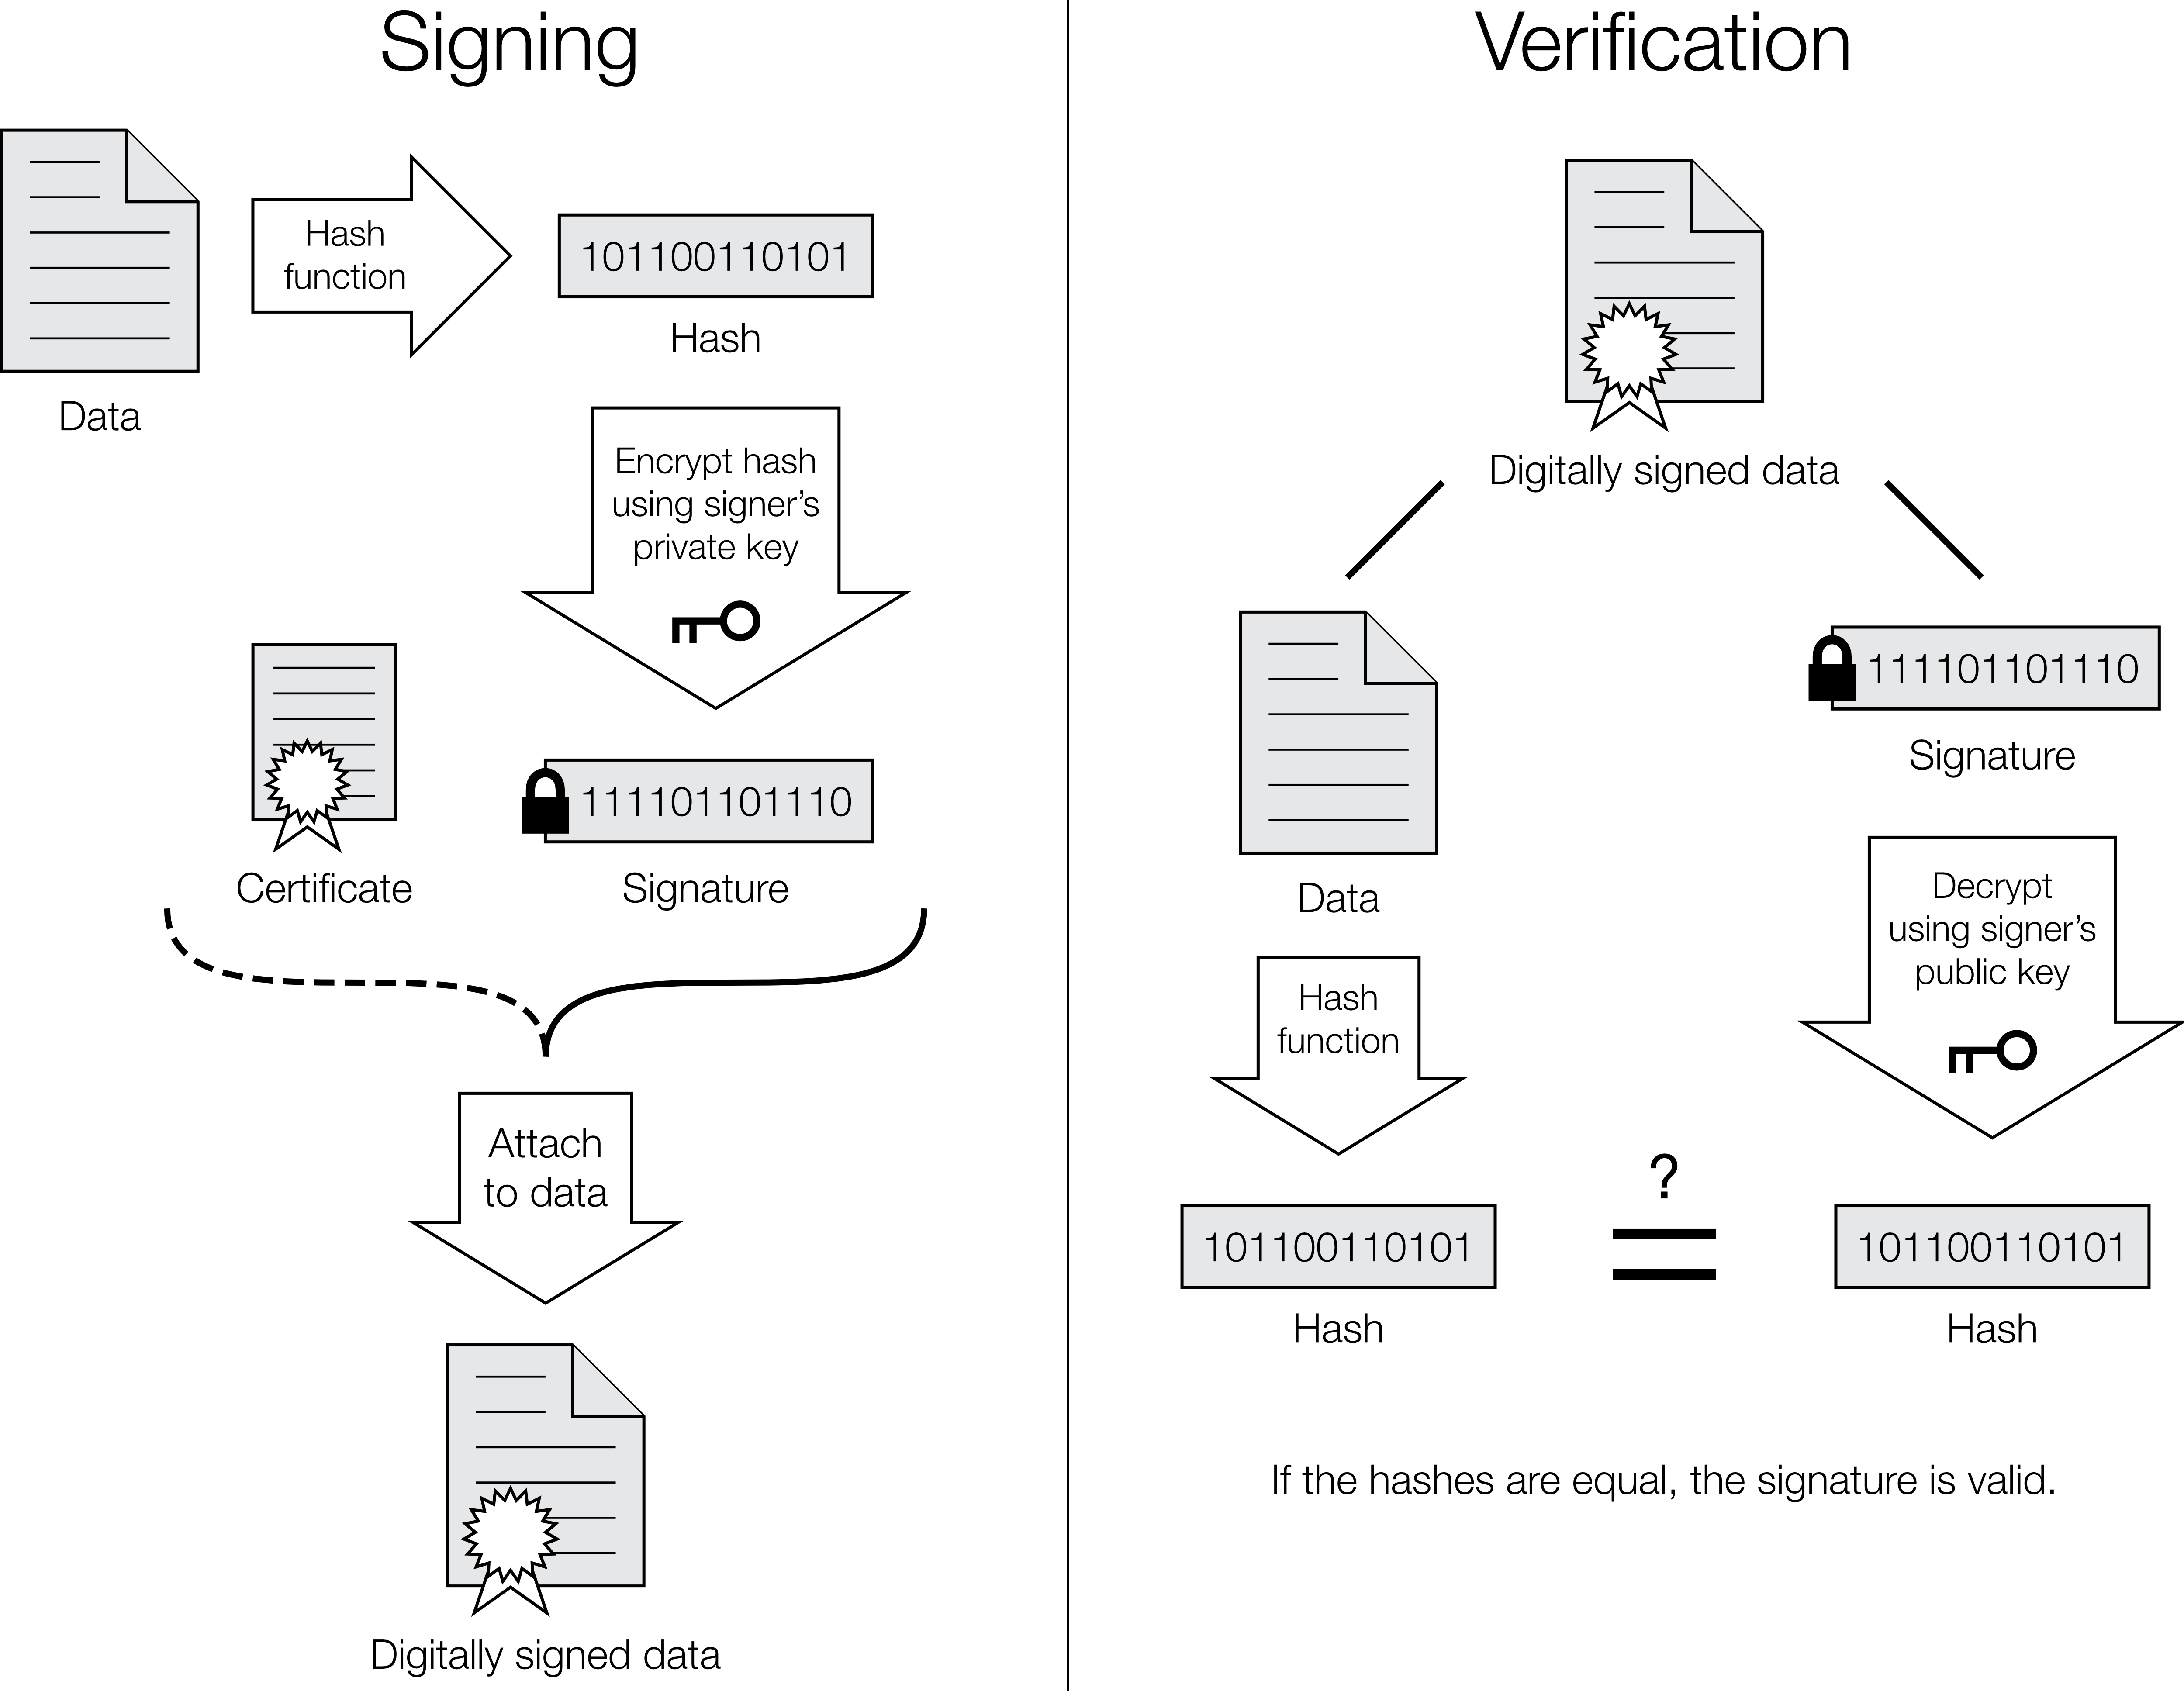 Signing
Data
Hash
function
101100110101
Hash
Encrypt hash
using signer’s
private key
Certificate
111101101110
Signature
Attach
to data
Digitally signed data
Verification
Digitally signed data
Data
111101101110
Signature
Hash
function
Decrypt
using signer’s
public key
101100110101
Hash
?
=
101100110101
Hash
If the hashes are equal, the signature is valid.